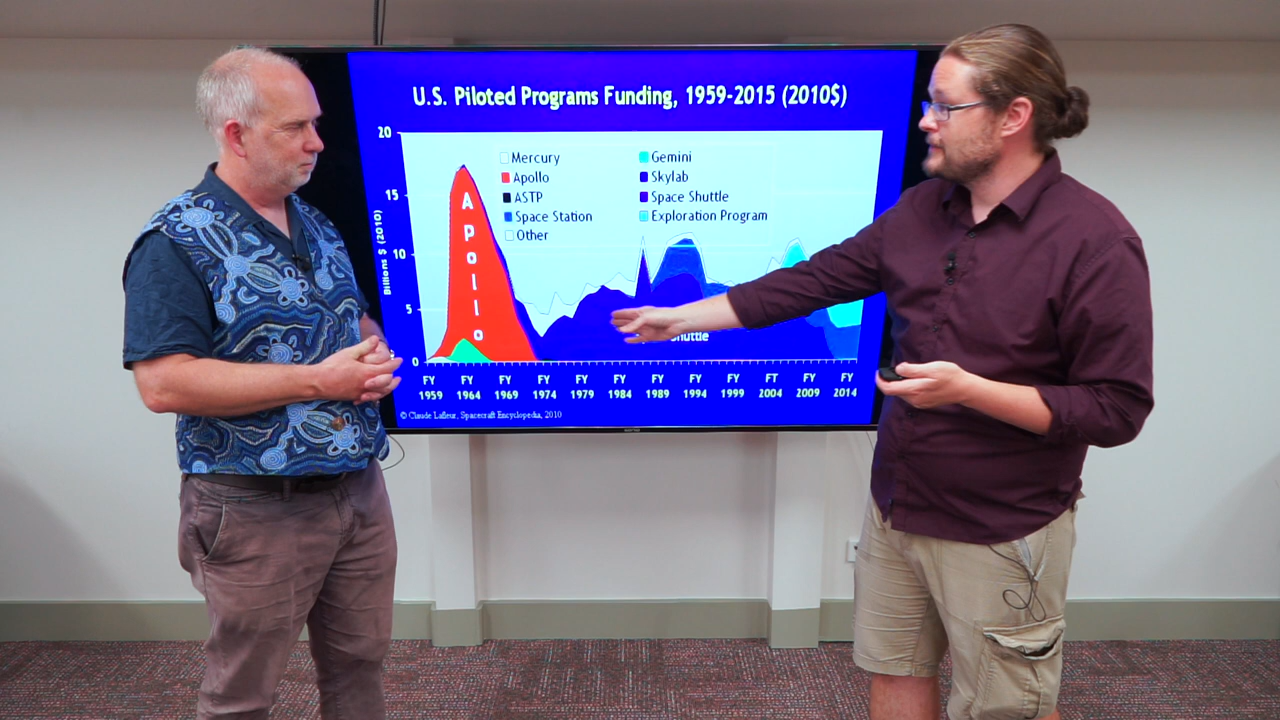 U.S. Piloted Programs Funding, 1959-2015 (2010$)
20
15
10
5
0
Billions $ (2010)
Mercury
Gemini
Apollo
Skylab
ASTP
Space Shuttle
Space Station
Exploration Program
Other
Apollo
FY 1959
FY 1964
FY 1969
FY 1974
FY 1979
FY 1984
FY 1989
FY 1994
FY 1999
FT 2004
FY 2009
FY 2014
© Claude Lafleur, Spacecraft Encyclopedia, 2010